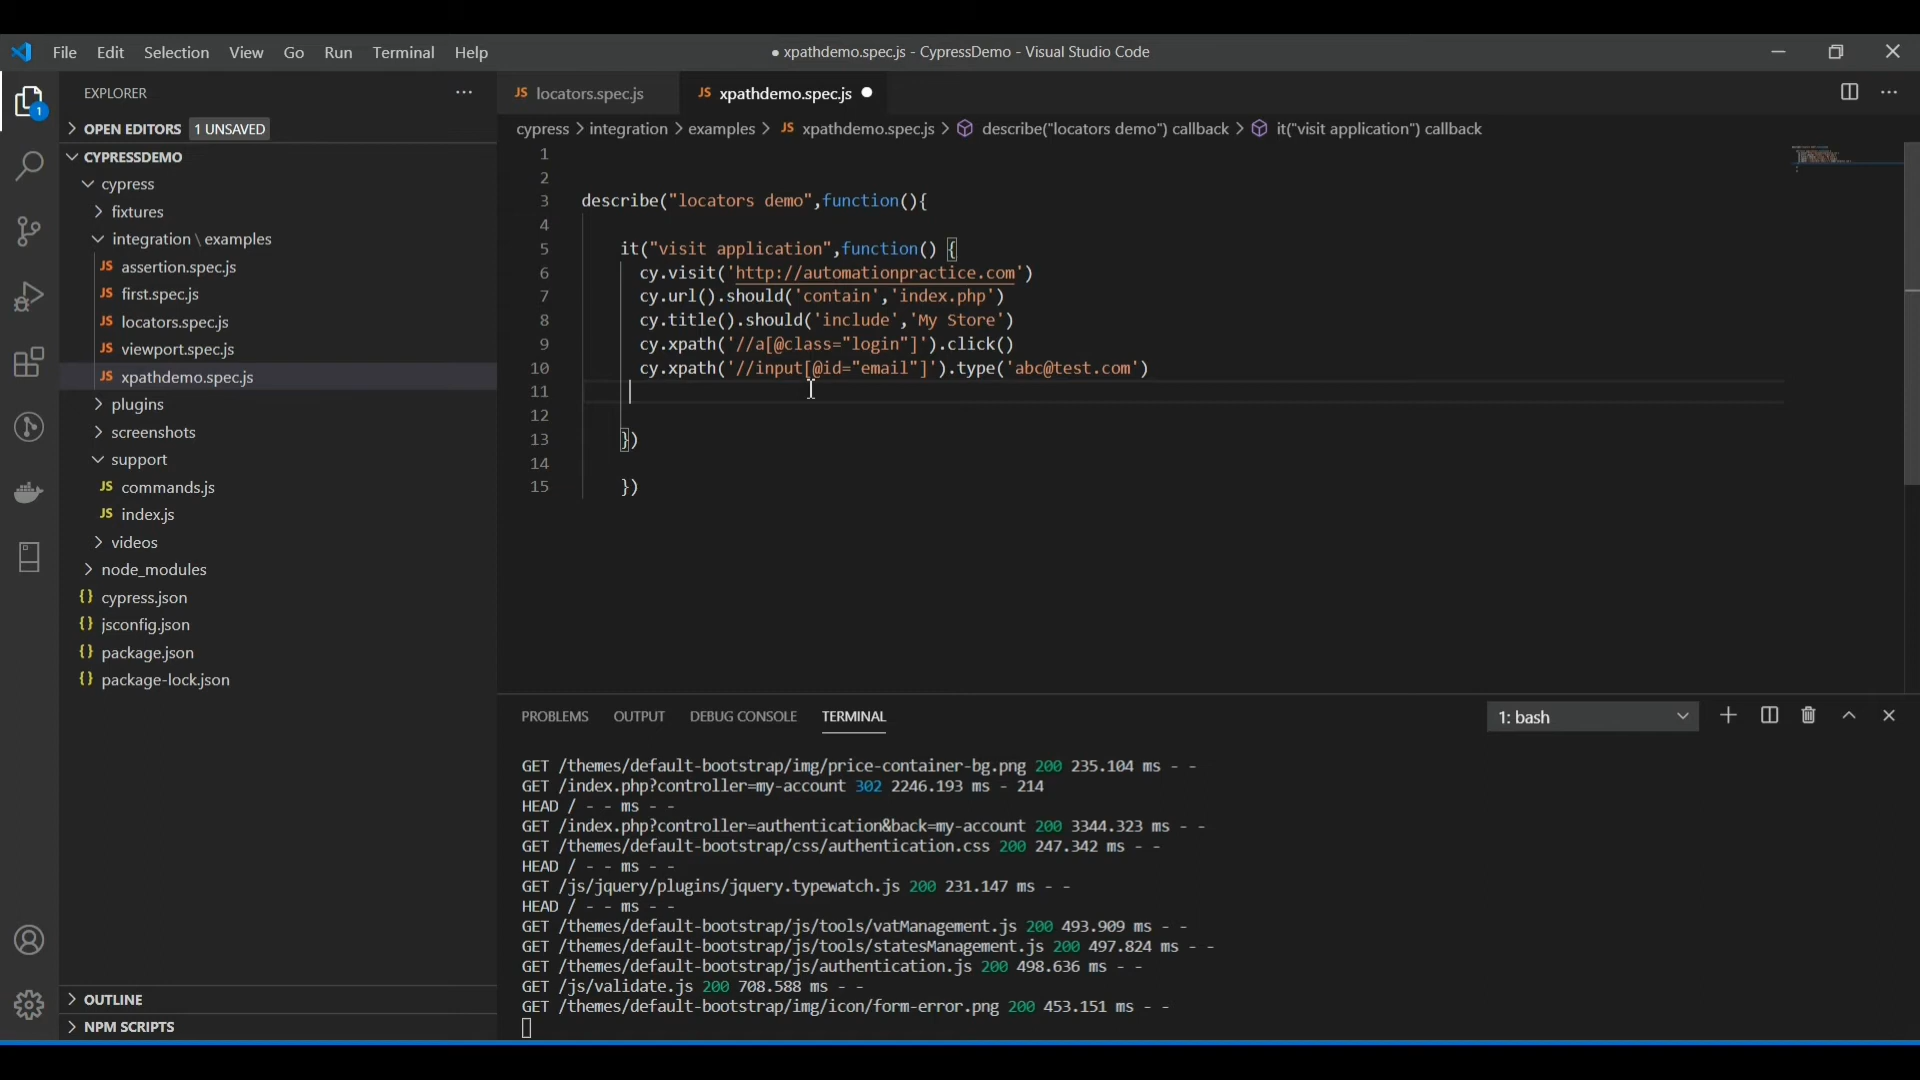 File Edit Selection View Go Run Terminal Help
● xpathdemo.spec.js - CypressDemo - Visual Studio Code
EXPLORER
1
OPEN EDITORS 1 UNSAVED
CYPRESSDEMO
cypress
fixtures
integration \ examples
JS assertion.spec.js
JS first.spec.js
JS locators.spec.js
JS viewport.spec.js
JS xpathdemo.spec.js
plugins
screenshots
support
JS commands.js
JS index.js
videos
node_modules
{} cypress.json
{} jsconfig.json
{} package.json
{} package-lock.json
OUTLINE
NPM SCRIPTS
JS locators.spec.js JS xpathdemo.spec.js
cypress > integration > examples > JS xpathdemo.spec.js > describe("locators demo") callback > it("visit application") callback
1
2
3 describe("locators demo",function(){
4
5 it("visit application",function() {
6 cy.visit('http://automationpractice.com')
7 cy.url().should('contain','index.php')
8 cy.title().should('include','My Store')
9 cy.xpath('//a[@class="login"]').click()
10 cy.xpath('//input[@id="email"]').type('abc@test.com')
11
12
13 })
14
15 })
PROBLEMS OUTPUT DEBUG CONSOLE TERMINAL
1: bash
GET /themes/default-bootstrap/img/price-container-bg.png 200 235.104 ms - -
GET /index.php?controller=my-account 302 2246.193 ms - 214
HEAD / - - ms - -
GET /index.php?controller=authentication&back=my-account 200 3344.323 ms - -
GET /themes/default-bootstrap/css/authentication.css 200 247.342 ms - -
HEAD / - - ms - -
GET /js/jquery/plugins/jquery.typewatch.js 200 231.147 ms - -
HEAD / - - ms - -
GET /themes/default-bootstrap/js/tools/vatManagement.js 200 493.909 ms - -
GET /themes/default-bootstrap/js/tools/statesManagement.js 200 497.824 ms - -
GET /themes/default-bootstrap/js/authentication.js 200 498.636 ms - -
GET /js/validate.js 200 708.588 ms - -
GET /themes/default-bootstrap/img/icon/form-error.png 200 453.151 ms - -